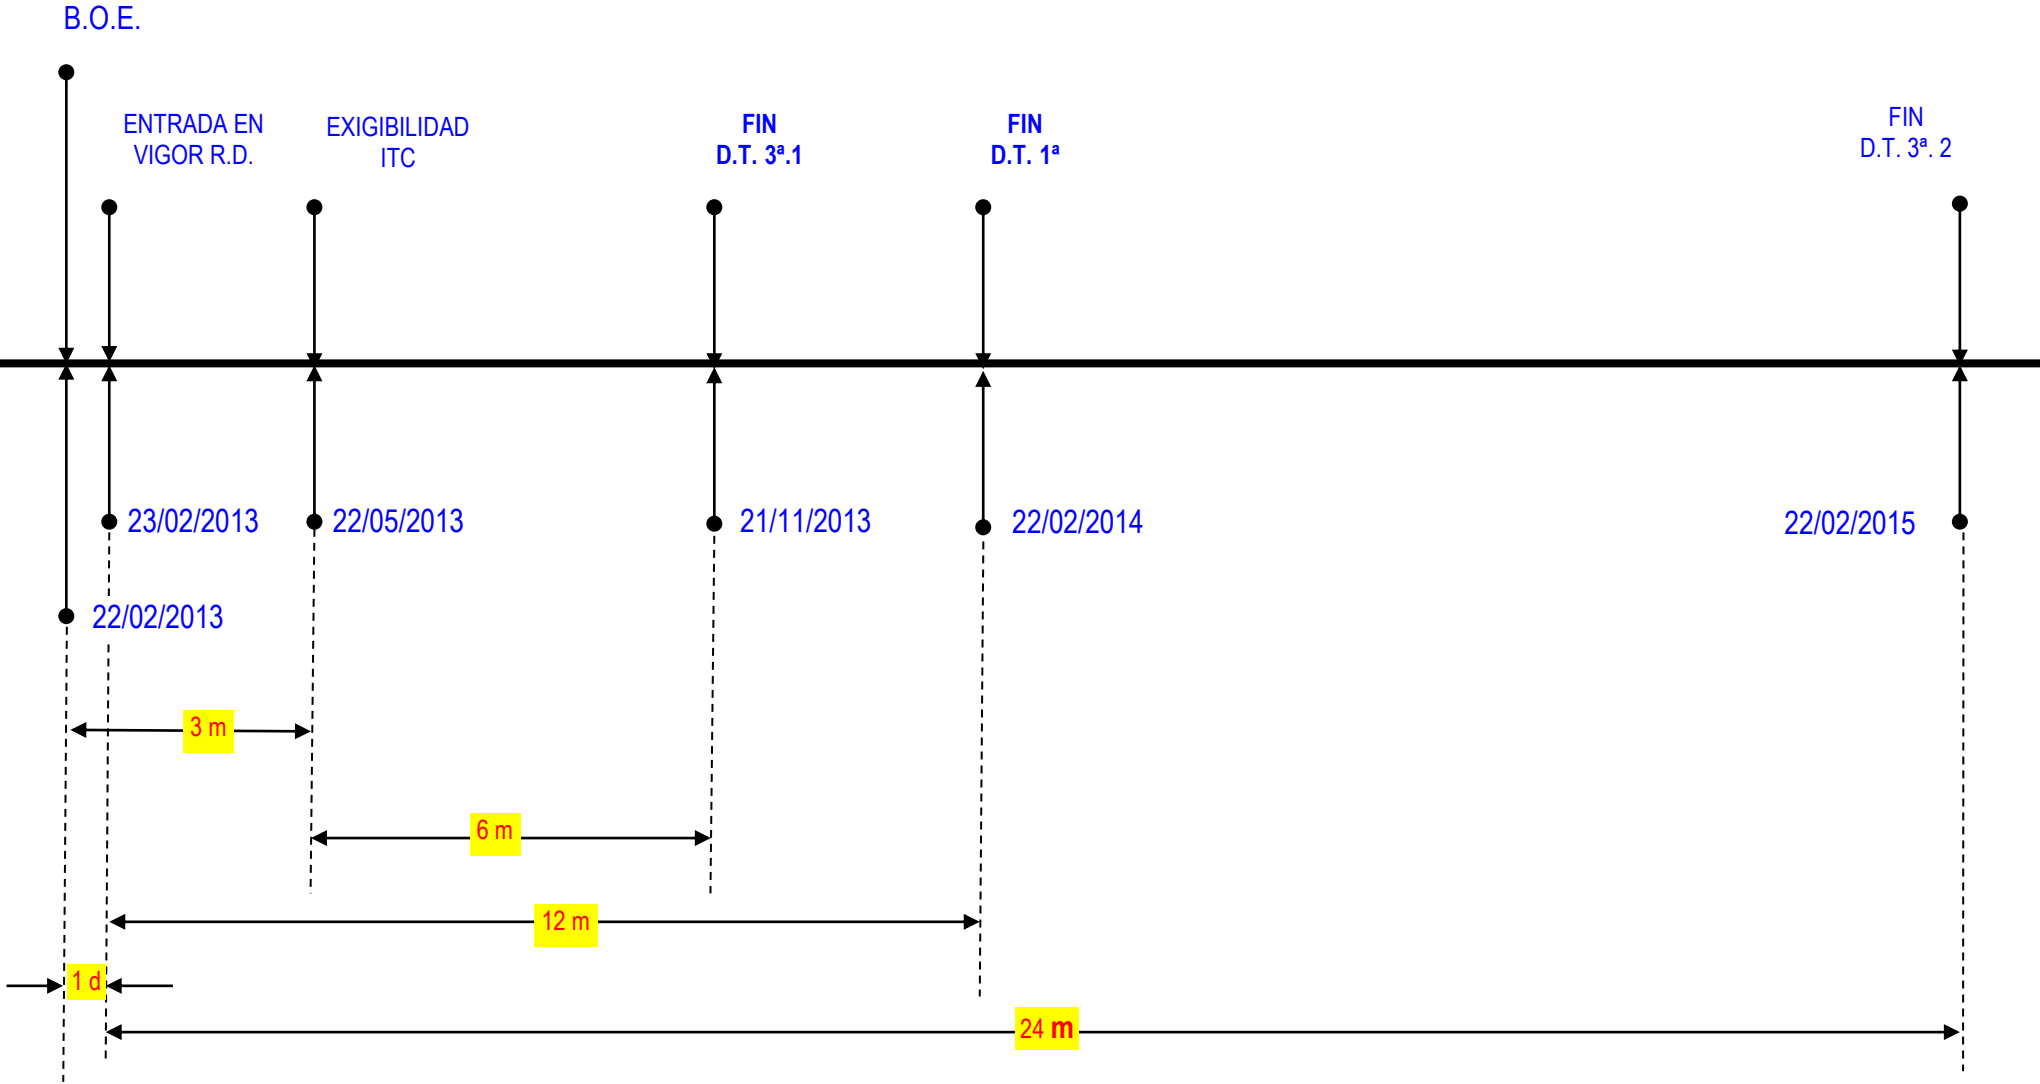 B.O.E.
ENTRADA EN
VIGOR R.D.
EXIGIBILIDAD
ITC
FIN
D.T. 3ª.1
FIN
D.T. 1ª
FIN
D.T. 3ª. 2
23/02/2013
22/05/2013
21/11/2013
22/02/2014
22/02/2015
22/02/2013
3 m
6 m
12 m
1 d
24 m